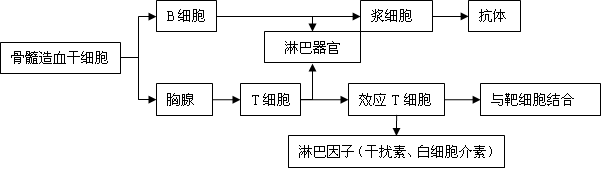 B细胞
浆细胞
抗体
淋巴器官
骨髓造血干细胞
胸腺
T细胞
效应T细胞
与靶细胞结合
淋巴因子(干扰素、白细胞介素)